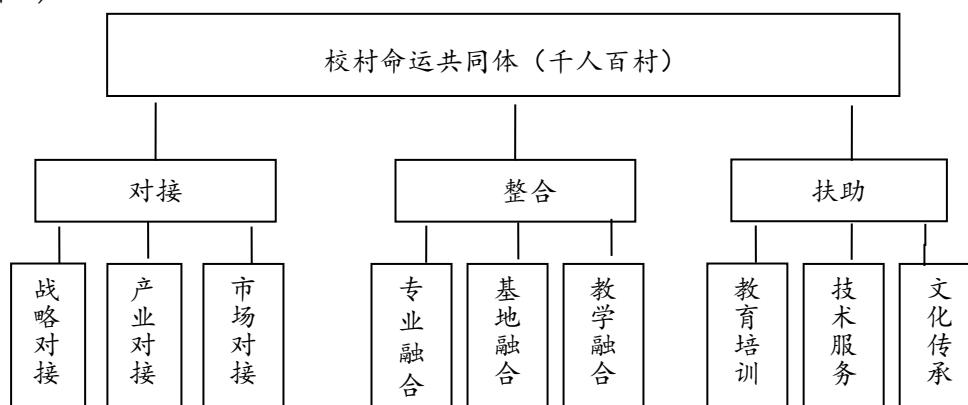 校村命运共同体（千人百村）
对接
整合
扶助
战略对接
产业对接
市场对接
专业融合
基地融合
教学融合
教育培训
技术服务
文化传承